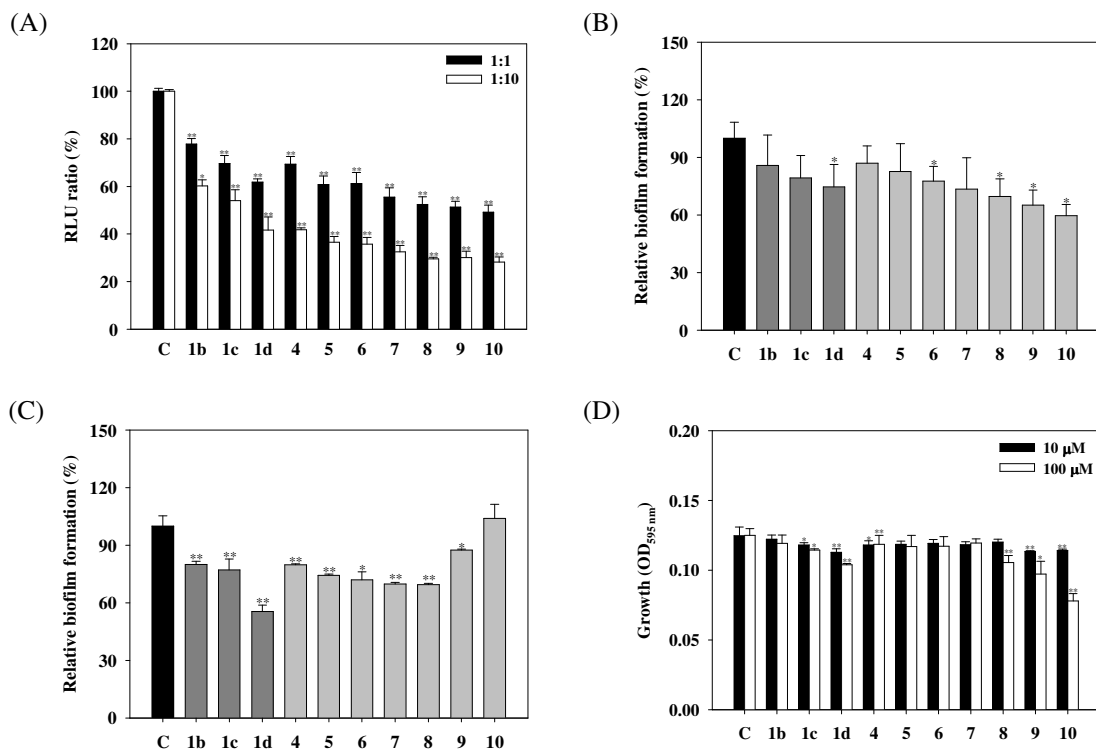 (A)
RLU ratio (%)
120
100
80
60
40
20
0
1:1
1:10
** ** ** ** ** ** ** ** ** **
* ** ** ** ** ** ** ** ** **
C 1b 1c 1d 4 5 6 7 8 9 10
(B)
Relative biofilm formation (%)
150
120
90
60
30
0
* * * * *
C 1b 1c 1d 4 5 6 7 8 9 10
(C)
Relative biofilm formation (%)
150
120
90
60
30
0
** ** ** ** ** * ** ** *
C 1b 1c 1d 4 5 6 7 8 9 10
(D)
Growth (OD595 nm)
0.20
0.15
0.10
0.05
0.00
10 μM
100 μM
* * ** ** * ** ** ** * ** **
C 1b 1c 1d 4 5 6 7 8 9 10